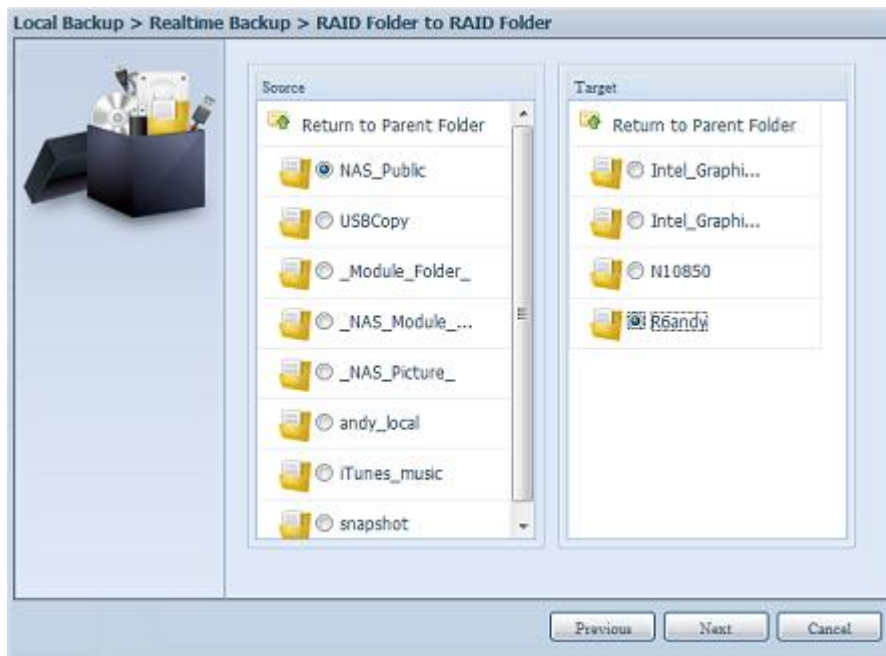 Local Backup > Realtime Backup > RAID Folder to RAID Folder
Source
Return to Parent Folder
NAS_Public
USBCopy
_Module_Folder_
_NAS_Module_...
_NAS_Picture_
andy_local
iTunes_music
snapshot
Target
Return to Parent Folder
Intel_Graphi...
Intel_Graphi...
N10850
R6andy
Previous
Next
Cancel